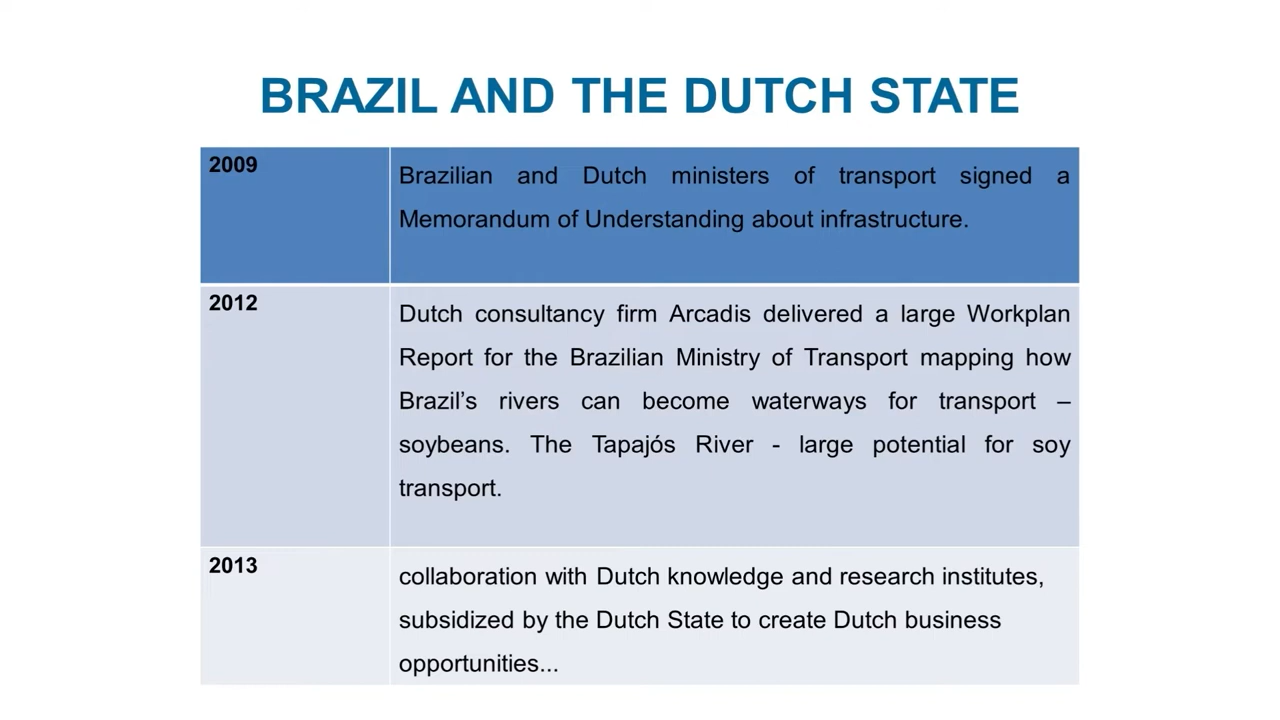 BRAZIL AND THE DUTCH STATE
2009
Brazilian and Dutch ministers of transport signed a
Memorandum of Understanding about infrastructure.
2012
Dutch consultancy firm Arcadis delivered a large Workplan
Report for the Brazilian Ministry of Transport mapping how
Brazil’s rivers can become waterways for transport –
soybeans. The Tapajós River - large potential for soy
transport.
2013
collaboration with Dutch knowledge and research institutes,
subsidized by the Dutch State to create Dutch business
opportunities...